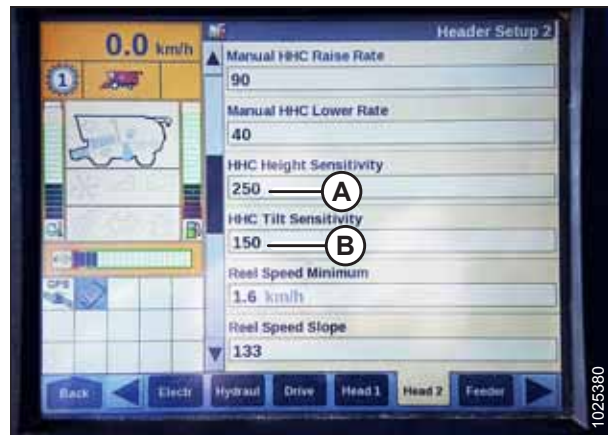 0.0 km/h
Header Setup 2
1
Manual HHC Raise Rate
90
Manual HHC Lower Rate
40
HHC Height Sensitivity
250
A
HHC Tilt Sensitivity
150
B
Reel Speed Minimum
1.6 km/h
GPS
Reel Speed Slope
133
Back
Electr
Hydraul
Drive
Head 1
Head 2
Feeder
1025380